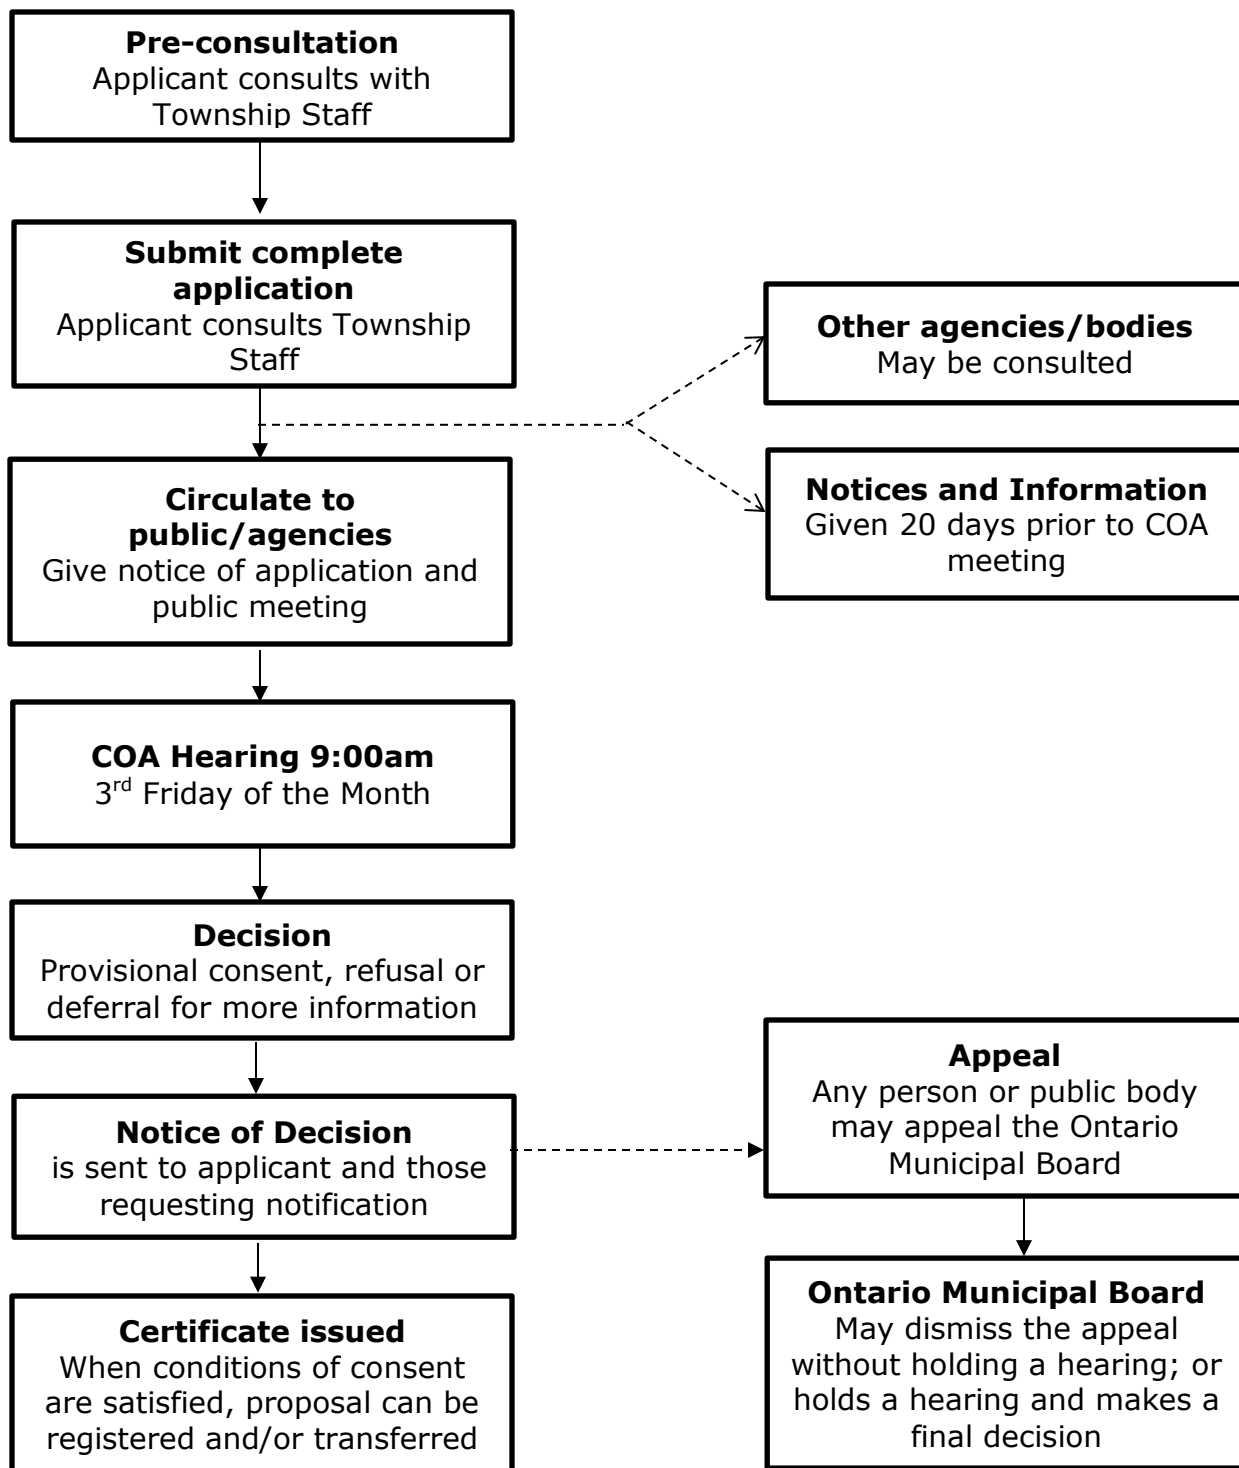 Pre-consultation
Applicant consults with
Township Staff
Submit complete
application
Applicant consults Township
Staff
Other agencies/bodies
May be consulted
Notices and Information
Given 20 days prior to COA
meeting
Circulate to
public/agencies
Give notice of application and
public meeting
COA Hearing 9:00am
3rd Friday of the Month
Decision
Provisional consent, refusal or
deferral for more information
Notice of Decision
is sent to applicant and those
requesting notification
Appeal
Any person or public body
may appeal the Ontario
Municipal Board
Certificate issued
When conditions of consent
are satisfied, proposal can be
registered and/or transferred
Ontario Municipal Board
May dismiss the appeal
without holding a hearing; or
holds a hearing and makes a
final decision